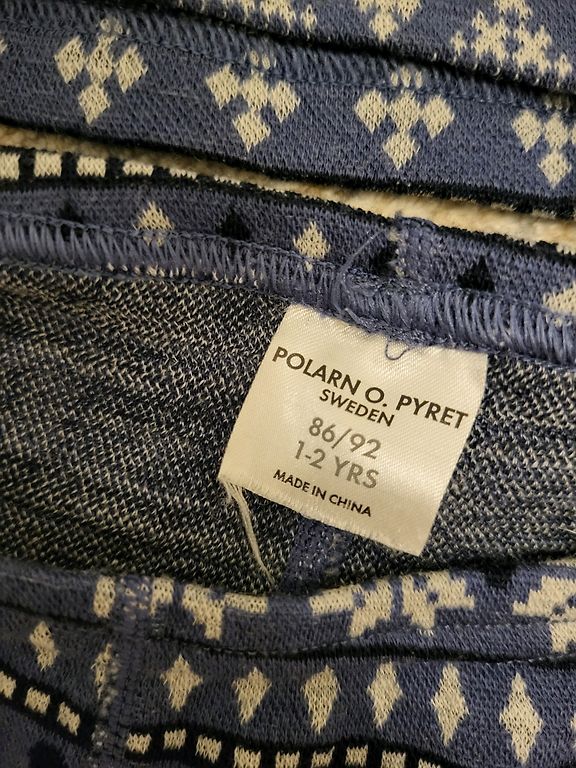 POLARN O. PYRET
SWEDEN
86/92
1-2 YRS
MADE IN CHINA